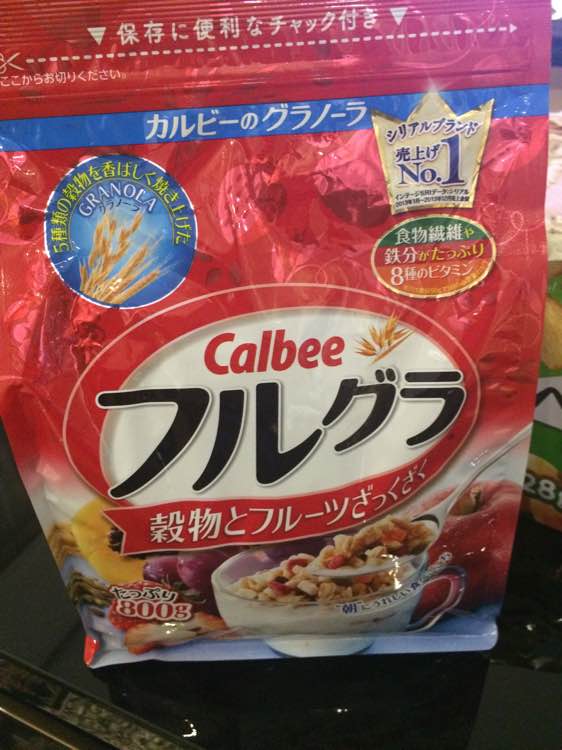 保存に便利なチャック付き
ここからお切りください
カルビーのグラノーラ
シリアルブランド
売上げ
No.1
5種類の穀物を香ばしく焼き上げた
GRANOLA
グラノーラ
食物繊維や
鉄分がたっぷり
8種のビタミン
Calbee
フルグラ
穀物とフルーツざっくざく
たっぷり
800g
28